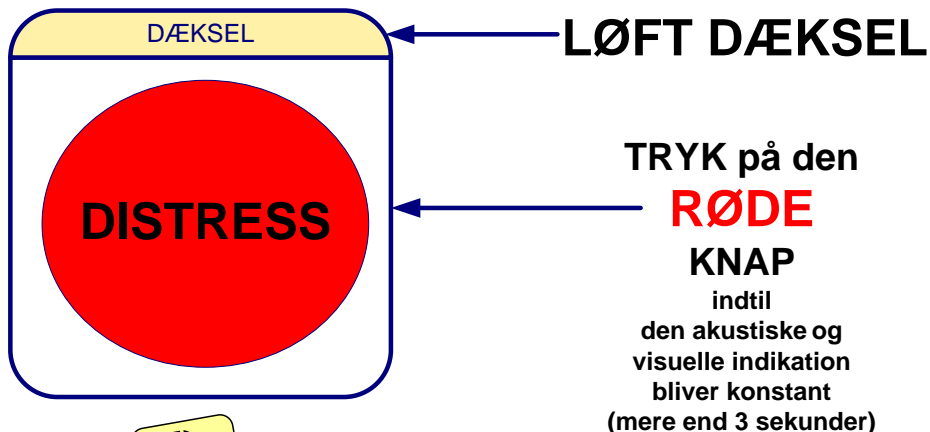 DÆKSEL
LØFT DÆKSEL
DISTRESS
TRYK på den
RØDE
KNAP
indtil
den akustiske og
visuelle indikation
bliver konstant
(mere end 3 sekunder)